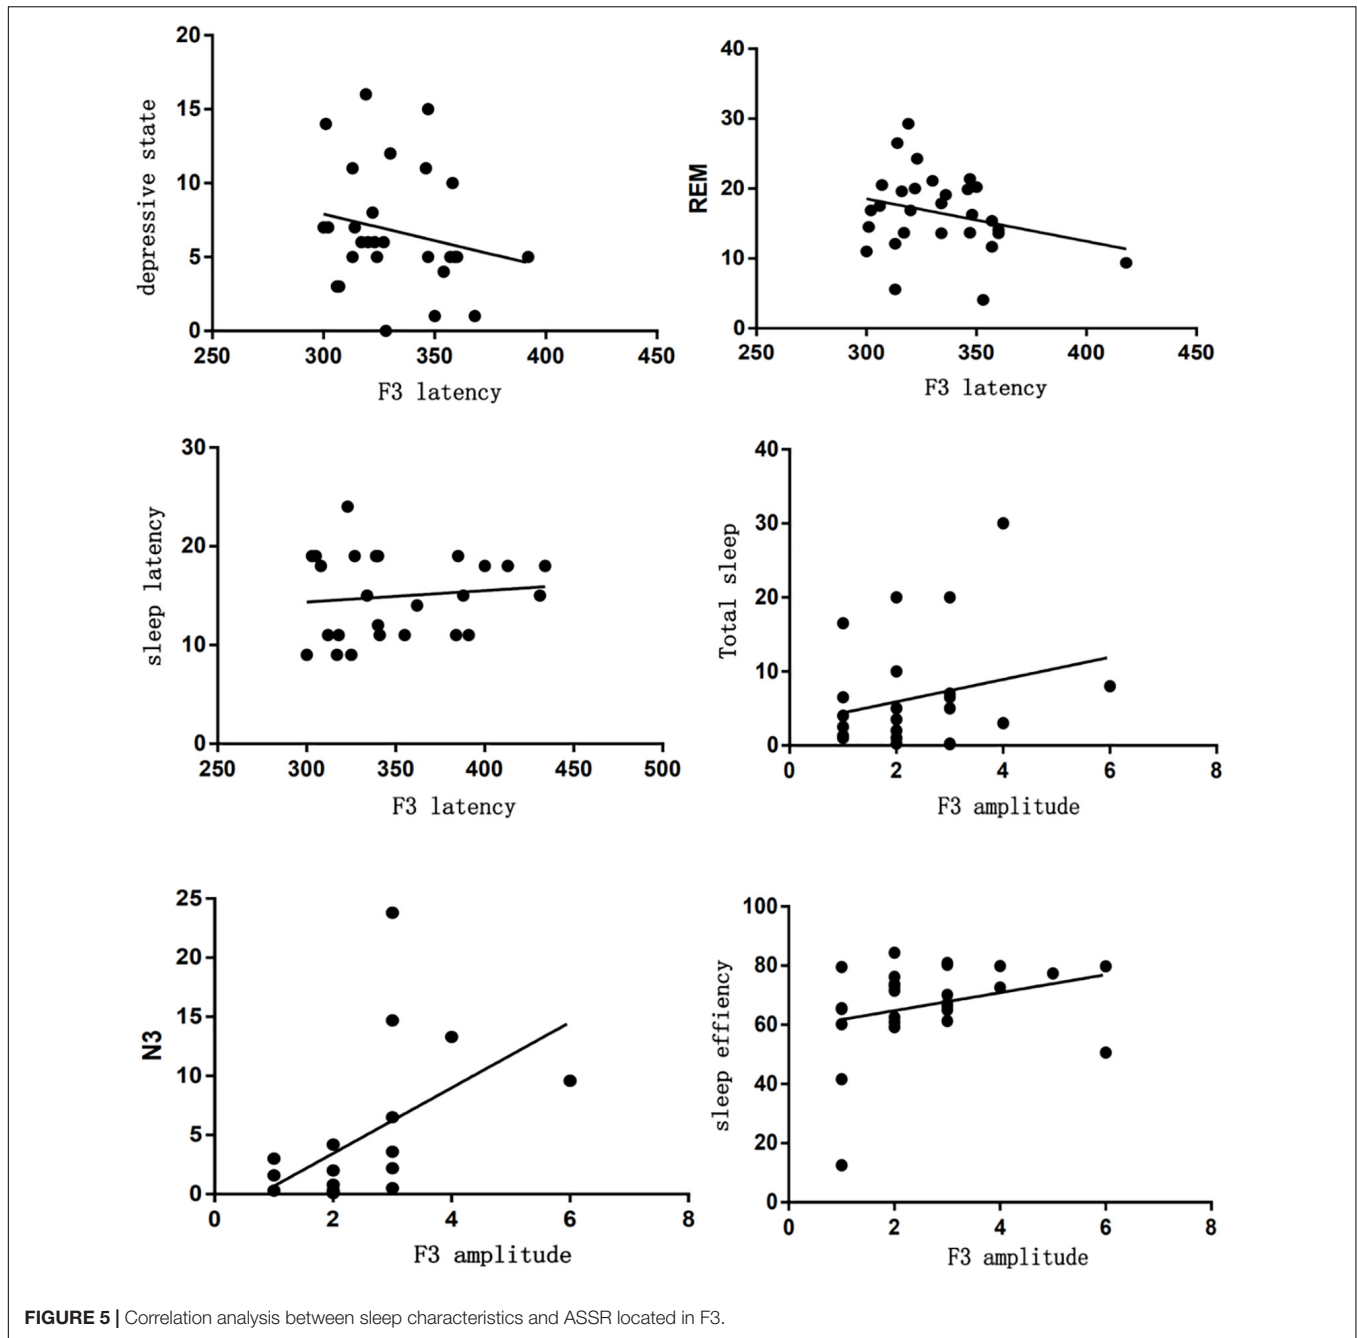 20
15
10
5
0
250 300 350 400 450
depressive state
F3 latency
40
30
20
10
0
250 300 350 400 450
REM
F3 latency
30
20
10
0
250 300 350 400 450 500
sleep latency
F3 latency
40
30
20
10
0
0 2 4 6 8
Total sleep
F3 amplitude
25
20
15
10
5
0
0 2 4 6 8
N3
F3 amplitude
100
80
60
40
20
0
0 2 4 6 8
sleep effiency
F3 amplitude
FIGURE 5 | Correlation analysis between sleep characteristics and ASSR located in F3.